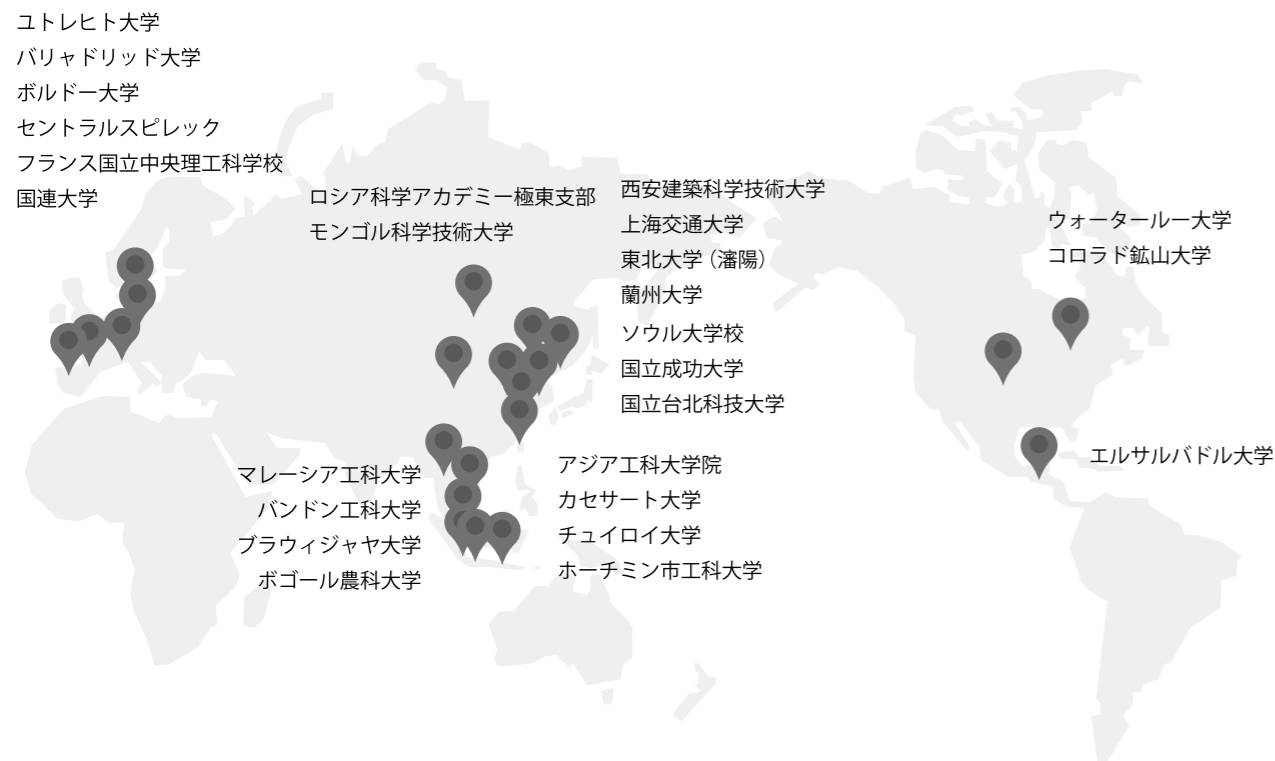 ユトレヒト大学
バリャドリッド大学
ボルドー大学
セントラルスピレック
フランス国立中央理工科学校
国連大学
ロシア科学アカデミー極東支部
モンゴル科学技術大学
西安建築科学技術大学
上海交通大学
東北大学（瀋陽）
蘭州大学
ソウル大学校
国立成功大学
国立台北科技大学
ウォータールー大学
コロラド鉱山大学
エルサルバドル大学
マレーシア工科大学
バンドン工科大学
ブラウィジャヤ大学
ボゴール農科大学
アジア工科大学院
カセサート大学
チュイロイ大学
ホーチミン市工科大学